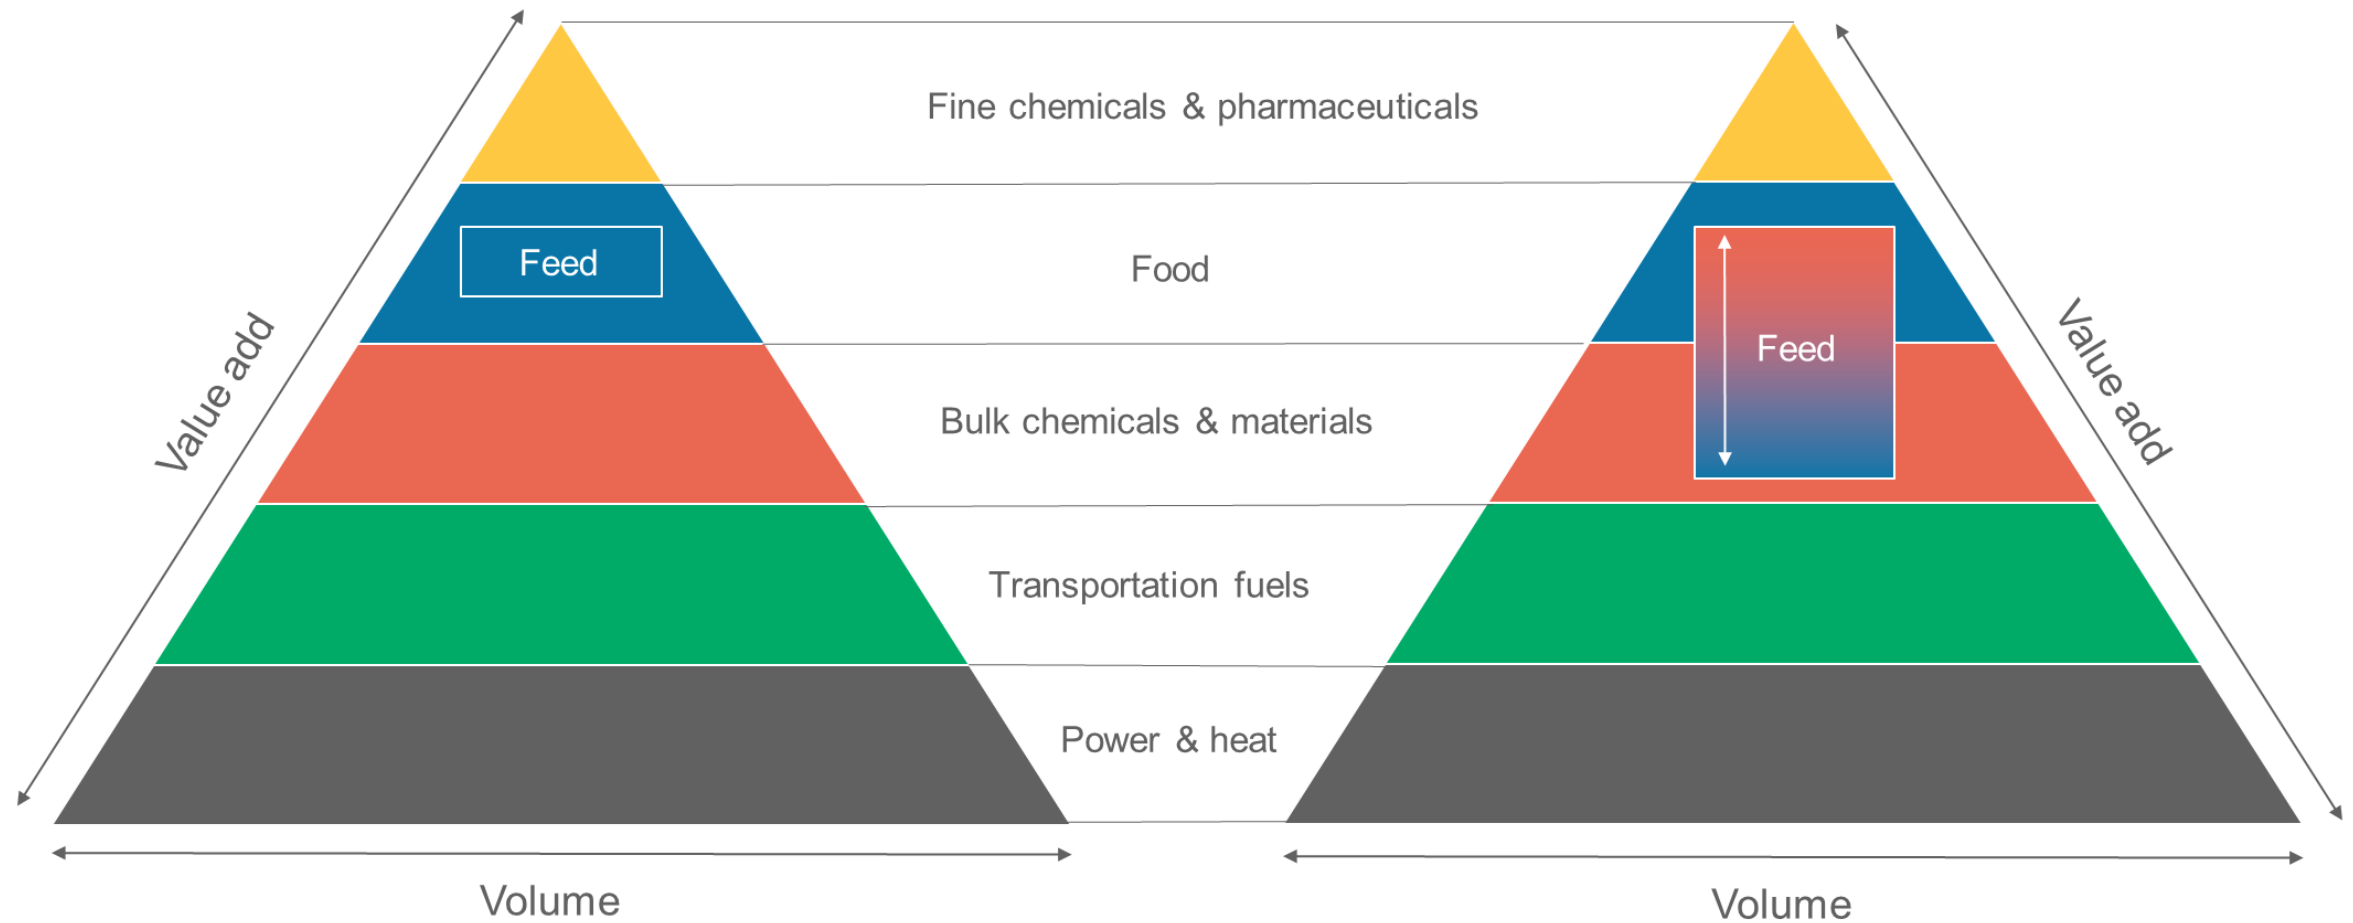 Fine chemicals & pharmaceuticals
Feed
Food
Feed
Value add
Value add
Bulk chemicals & materials
Transportation fuels
Power & heat
Volume
Volume